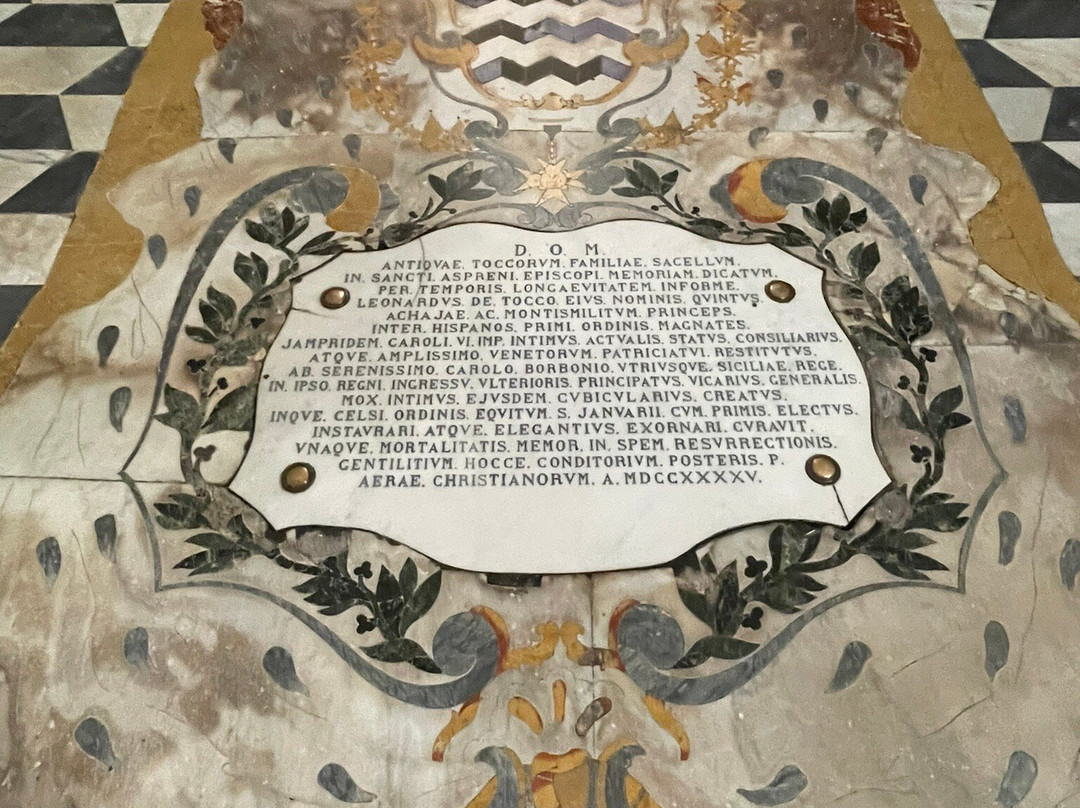 D. O. M.
ANTIQVAE. TOCCORVM. FAMILIAE. SACELLVM.
IN. SANCTI. ASPRENI. EPISCOPI. MEMORIAM. DICATVM.
PER. TEMPORIS. LONGAEVITATEM. INFORME.
LEONARDVS. DE. TOCCO. EIVS. NOMINIS. QVINTVS.
ACHAJAE. AC. MONTISMILITVM. PRINCEPS.
INTER. HISPANOS. PRIMI. ORDINIS. MAGNATES.
JAMPRIDEM. CAROLI. VI. IMP. INTIMVS. ACTVALIS. STATVS. CONSILIARIVS.
ATQVE. AMPLISSIMO. VENETORVM. PATRICIATVI. RESTITVTVS.
AB. SERENISSIMO. CAROLO. BORBONIO. VTRIVSQVE. SICILIAE. REGE.
IN. IPSO. REGNI. INGRESSV. VLTERIORIS. PRINCIPATVS. VICARIVS. GENERALIS.
MOX. INTIMVS. EJVSDEM. CVBICVLARIVS. CREATVS.
INQVE. CELSI. ORDINIS. EQVITVM. S. JANVARII. CVM. PRIMIS. ELECTVS.
INSTAVRARI. ATQVE. ELEGANTIVS. EXORNARI. CVRAVIT.
VNAQVE. MORTALITATIS. MEMOR. IN. SPEM. RESVRRECTIONIS.
GENTILITIVM. HOCCE. CONDITORIVM. POSTERIS. P.
AERAE. CHRISTIANORVM. A. MDCCXXXXV.